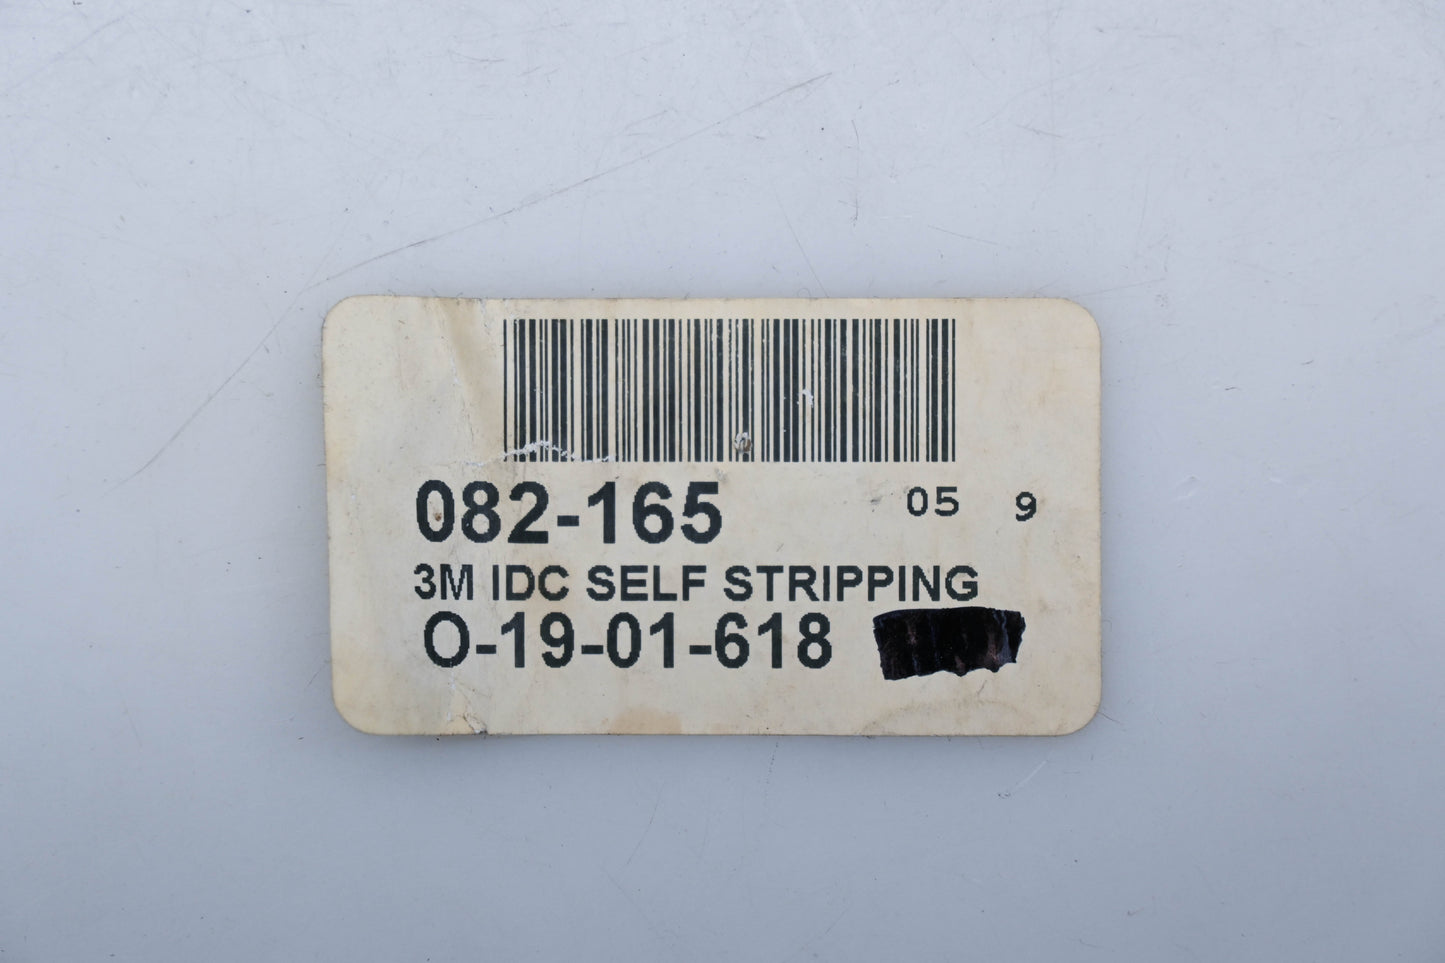 082-165 05 9
3M IDC SELF STRIPPING
O-19-01-618